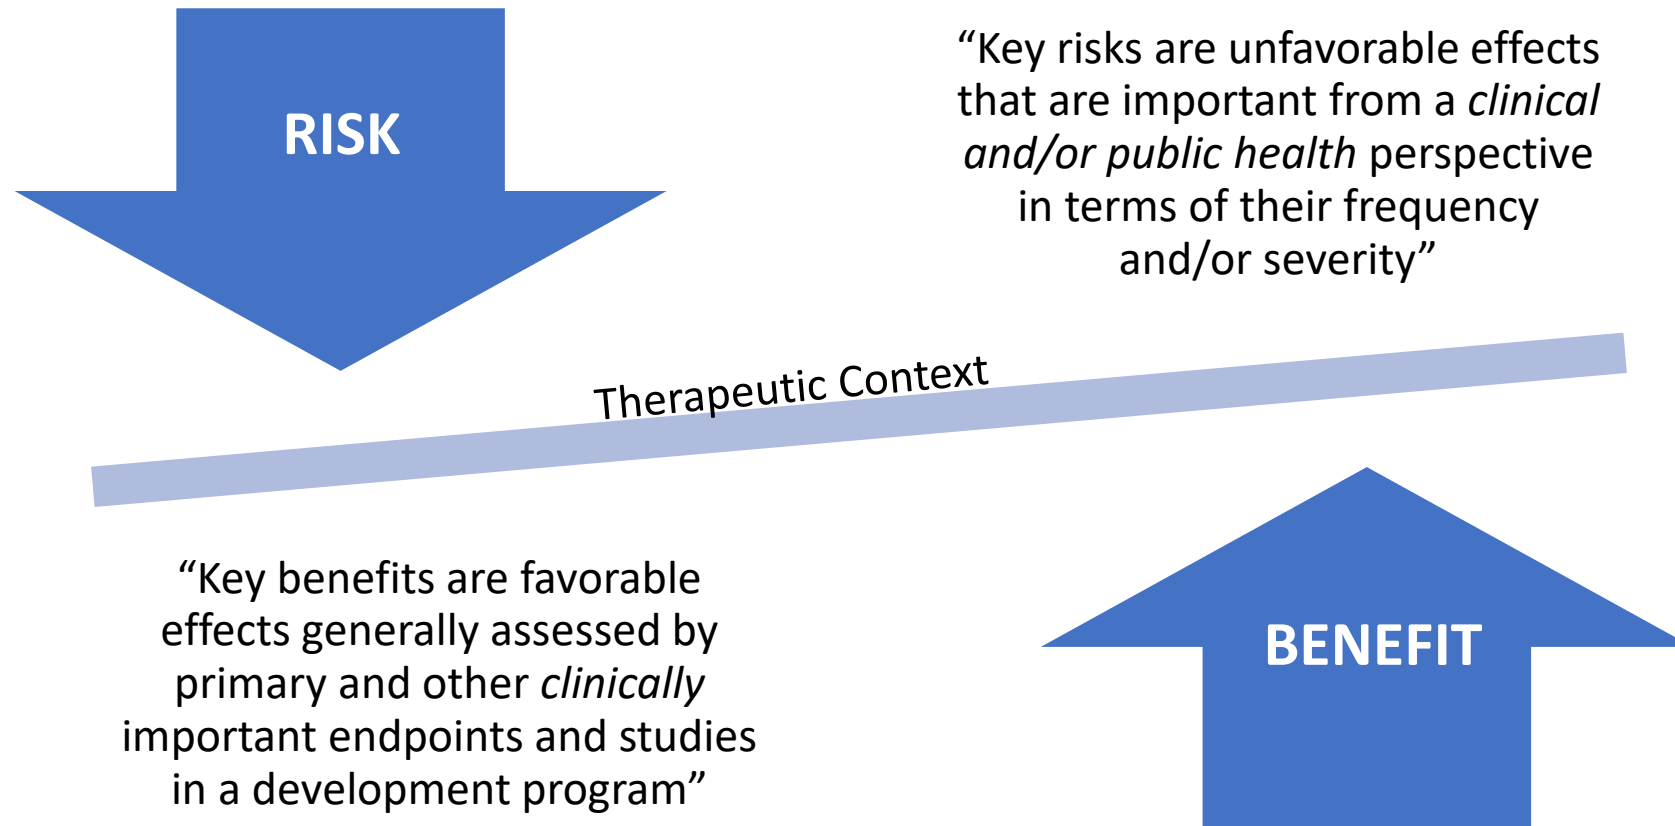 RISK
“Key risks are unfavorable effects
that are important from a clinical
and/or public health perspective
in terms of their frequency
and/or severity”
Therapeutic Context
“Key benefits are favorable
effects generally assessed by
primary and other clinically
important endpoints and studies
in a development program”
BENEFIT